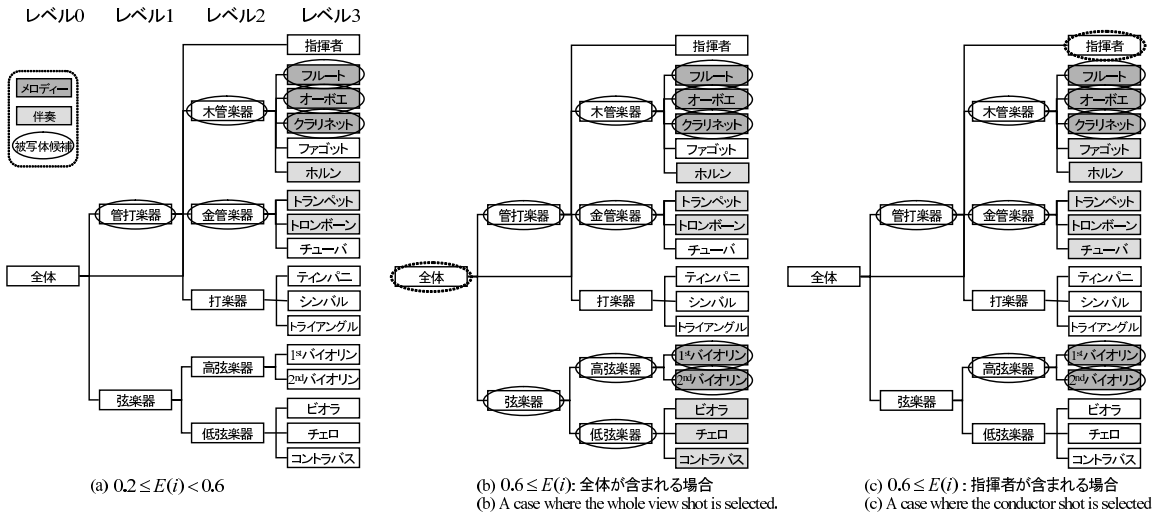 レベル0 レベル1 レベル2 レベル3
メロディー
伴奏
被写体候補
指揮者
フルート
オーボエ
木管楽器
クラリネット
ファゴット
ホルン
トランペット
管打楽器
金管楽器
トロンボーン
チューバ
全体
ティンパニ
打楽器
シンバル
トライアングル
1stバイオリン
高弦楽器
2ndバイオリン
弦楽器
ビオラ
低弦楽器
チェロ
コントラバス
(a) 0.2 ≤ E(i) < 0.6
指揮者
フルート
オーボエ
木管楽器
クラリネット
ファゴット
ホルン
トランペット
管打楽器
金管楽器
トロンボーン
チューバ
全体
ティンパニ
打楽器
シンバル
トライアングル
1stバイオリン
高弦楽器
2ndバイオリン
弦楽器
ビオラ
低弦楽器
チェロ
コントラバス
(b) 0.6 ≤ E(i): 全体が含まれる場合
(b) A case where the whole view shot is selected.
指揮者
フルート
オーボエ
木管楽器
クラリネット
ファゴット
ホルン
トランペット
管打楽器
金管楽器
トロンボーン
チューバ
全体
ティンパニ
打楽器
シンバル
トライアングル
1stバイオリン
高弦楽器
2ndバイオリン
弦楽器
ビオラ
低弦楽器
チェロ
コントラバス
(c) 0.6 ≤ E(i) : 指揮者が含まれる場合
(c) A case where the conductor shot is selected